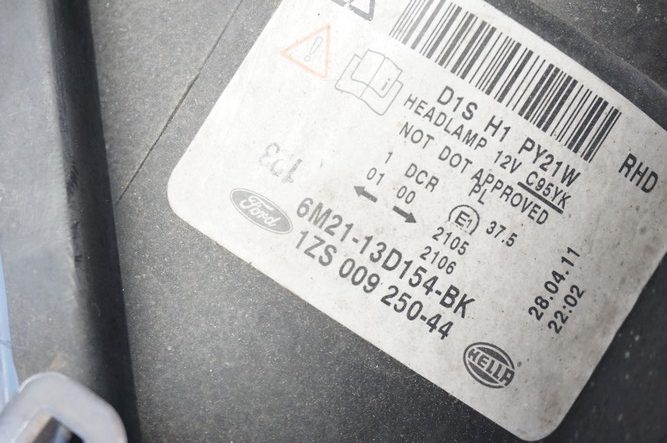 D1S H1 PY21W RHD
HEADLAMP 12V C95YK
NOT DOT APPROVED
1 DCR PL
01 00
E1 37.5
2105
2106
123
Ford 6M21-13D154-BK
1ZS 009 250-44
28.04.11
22:02
HELLA